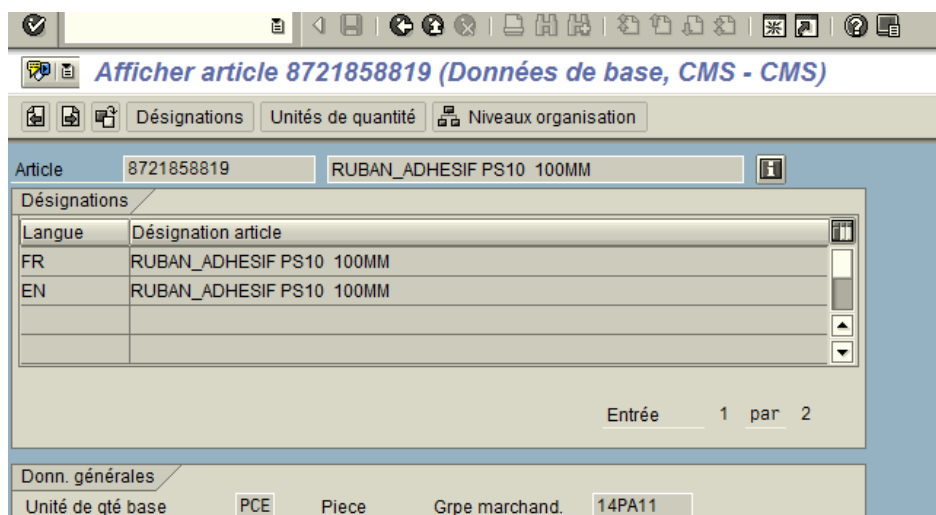 Afficher article 8721858819 (Données de base, CMS - CMS)
Désignations Unités de quantité Niveaux organisation
Article 8721858819 RUBAN_ADHESIF PS10 100MM
Désignations
Langue Désignation article
FR RUBAN_ADHESIF PS10 100MM
EN RUBAN_ADHESIF PS10 100MM
Entrée 1 par 2
Donn. générales
Unité de qté base PCE Piece Grpe marchand. 14PA11